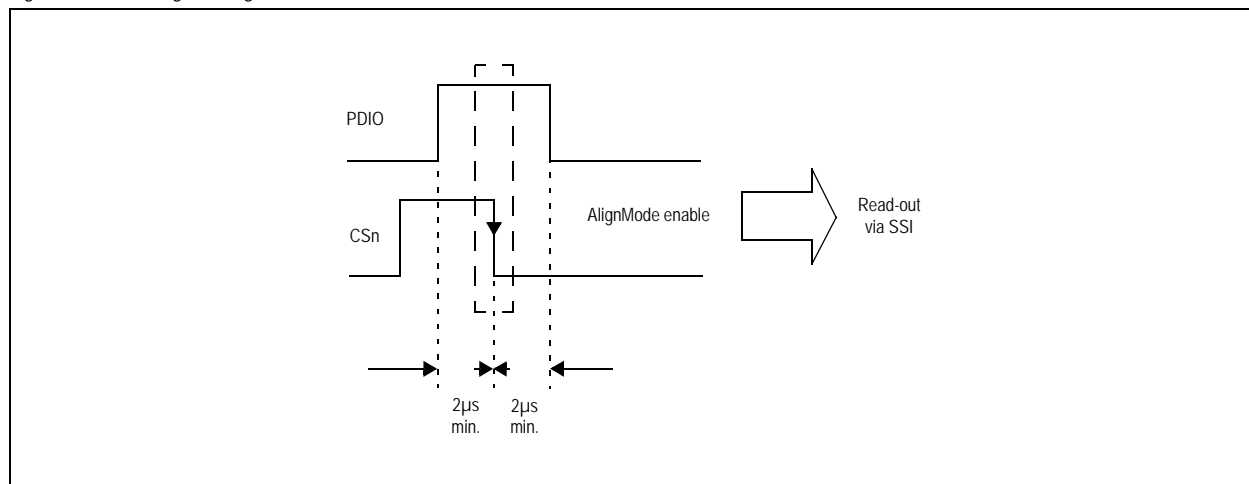 PDIO
CSn
AlignMode enable
Read-out
via SSI
2µs
min.
2µs
min.